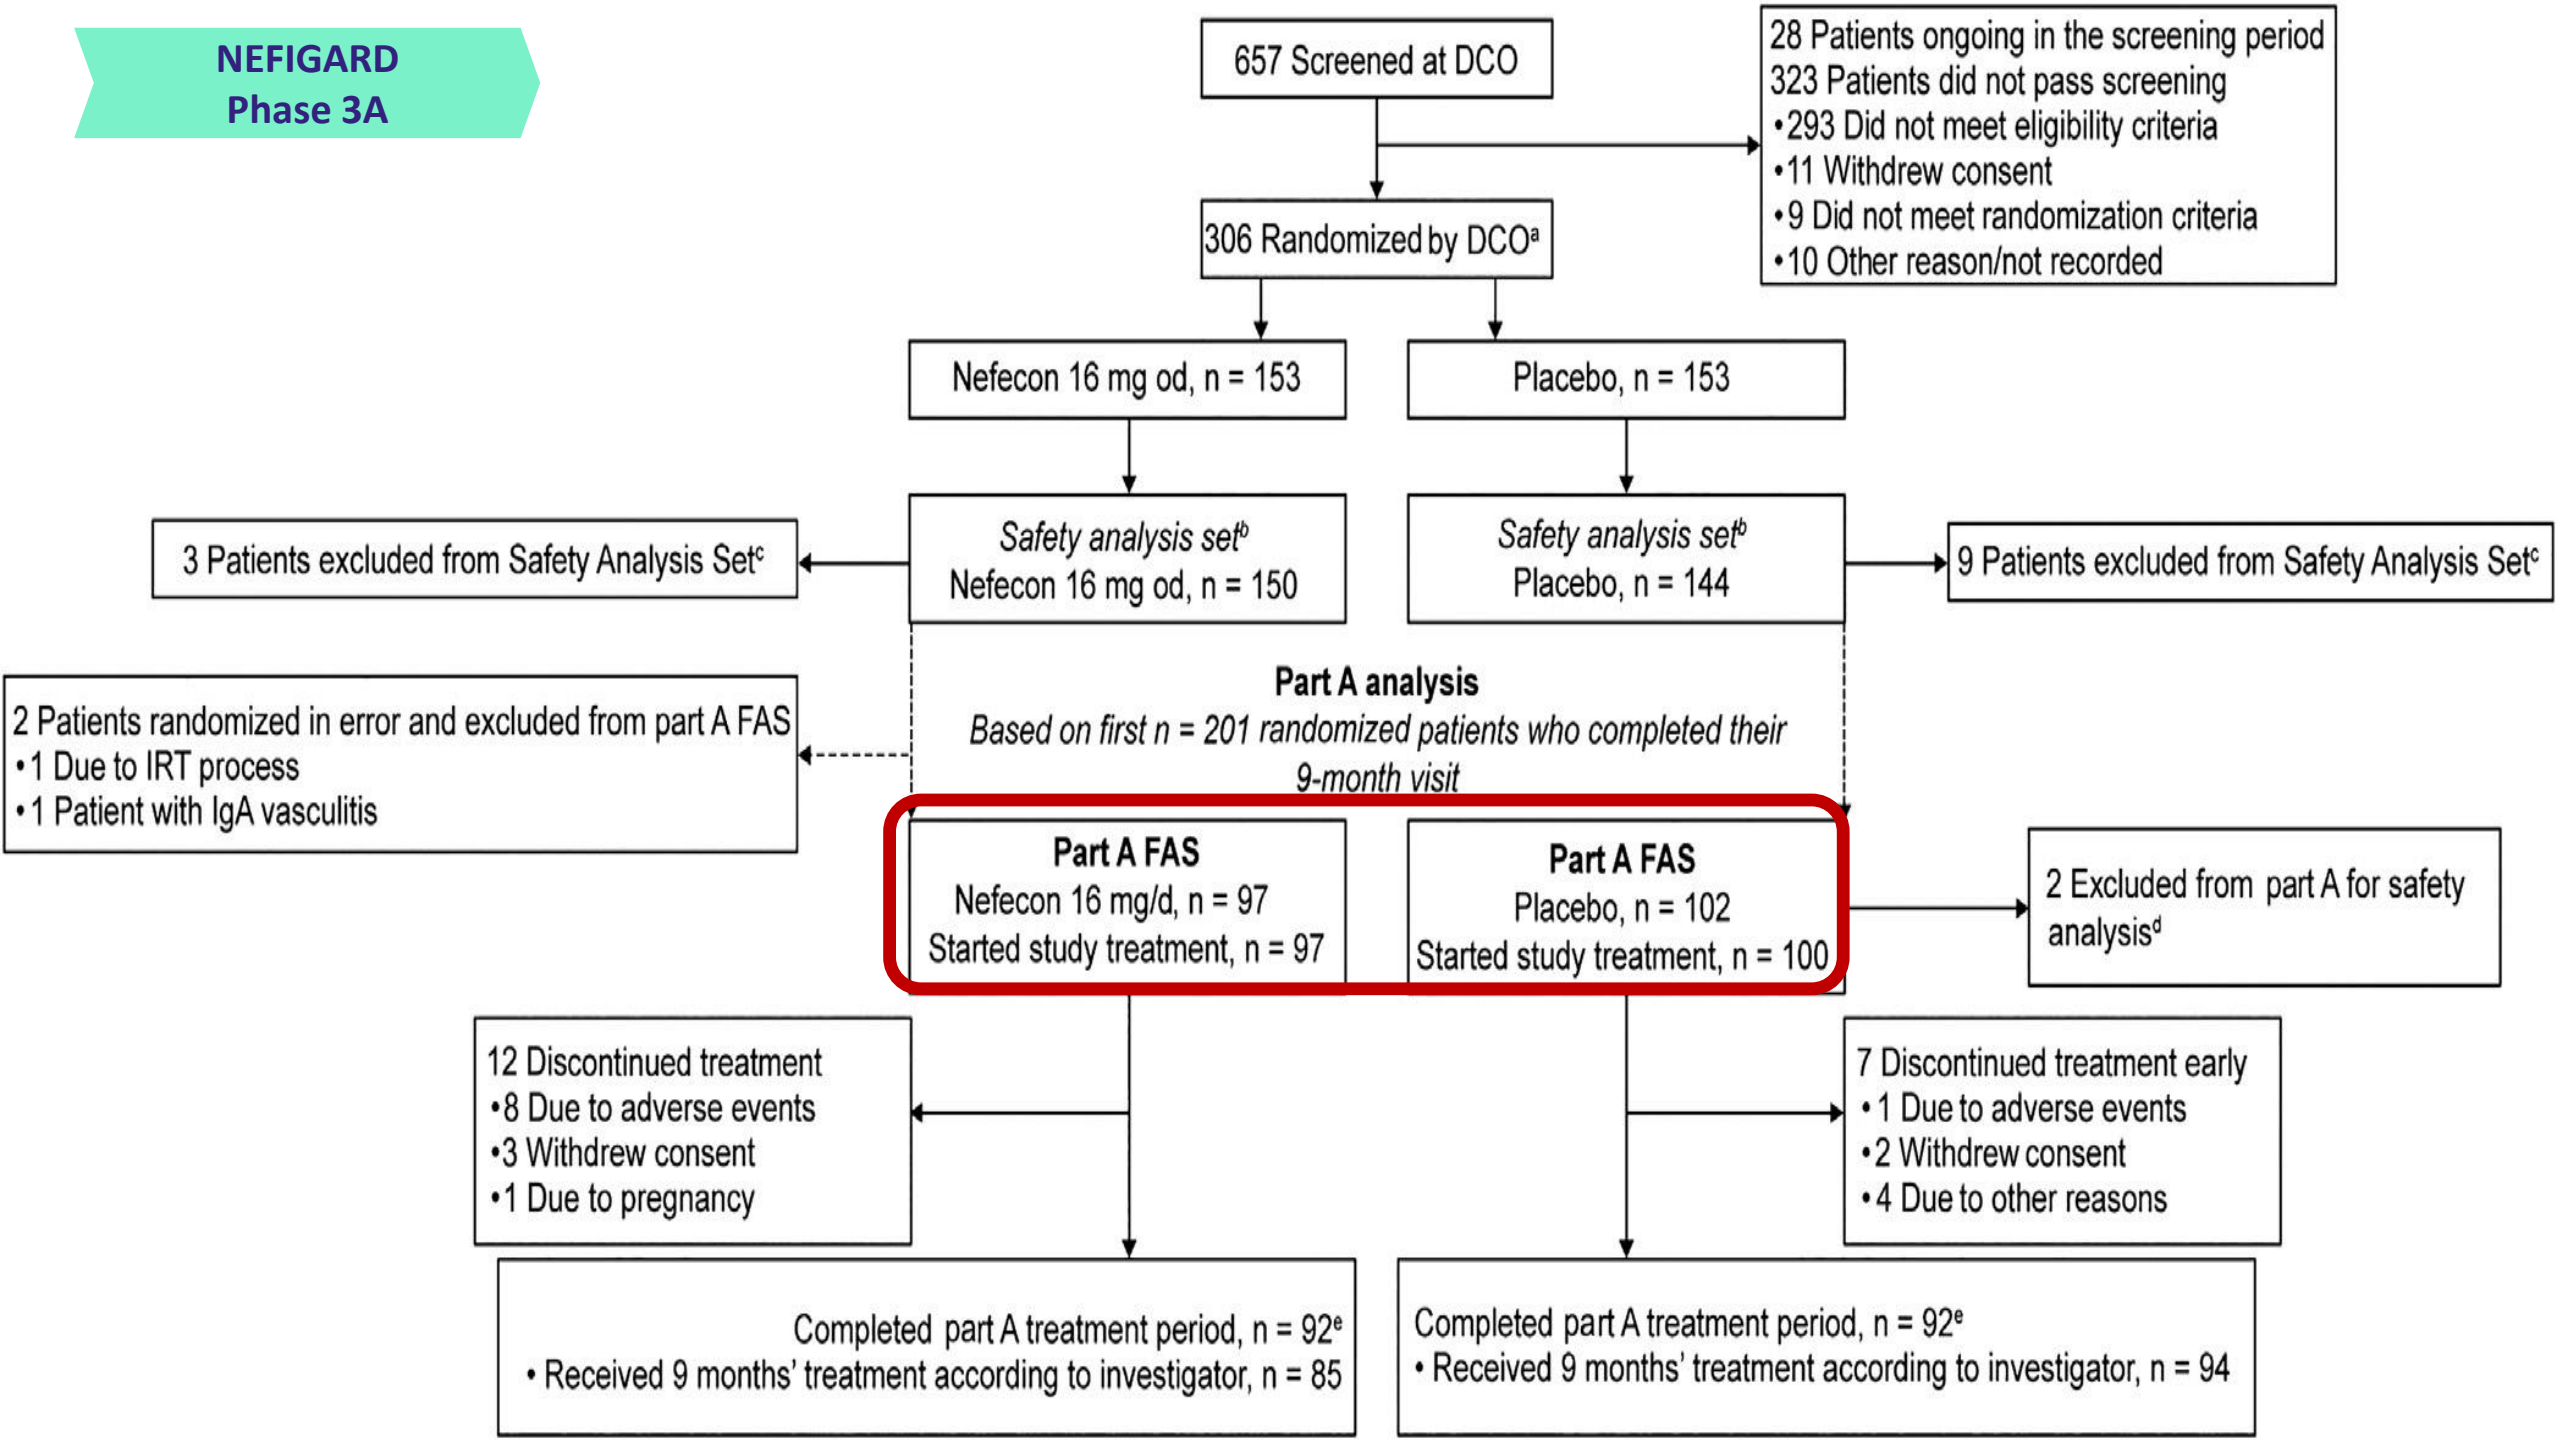 NEFIGARD
Phase 3A
657 Screened at DCO
28 Patients ongoing in the screening period
323 Patients did not pass screening
•293 Did not meet eligibility criteria
•11 Withdrew consent
•9 Did not meet randomization criteria
•10 Other reason/not recorded
306 Randomized by DCOᵃ
Nefecon 16 mg od, n = 153
Placebo, n = 153
3 Patients excluded from Safety Analysis Setᶜ
Safety analysis setᵇ
Nefecon 16 mg od, n = 150
Safety analysis setᵇ
Placebo, n = 144
9 Patients excluded from Safety Analysis Setᶜ
2 Patients randomized in error and excluded from part A FAS
•1 Due to IRT process
•1 Patient with IgA vasculitis
Part A analysis
Based on first n = 201 randomized patients who completed their
9-month visit
Part A FAS
Nefecon 16 mg/d, n = 97
Started study treatment, n = 97
Part A FAS
Placebo, n = 102
Started study treatment, n = 100
2 Excluded from part A for safety
analysisᵈ
12 Discontinued treatment
•8 Due to adverse events
•3 Withdrew consent
•1 Due to pregnancy
7 Discontinued treatment early
•1 Due to adverse events
•2 Withdrew consent
•4 Due to other reasons
Completed part A treatment period, n = 92ᵉ
• Received 9 months’ treatment according to investigator, n = 85
Completed part A treatment period, n = 92ᵉ
• Received 9 months’ treatment according to investigator, n = 94